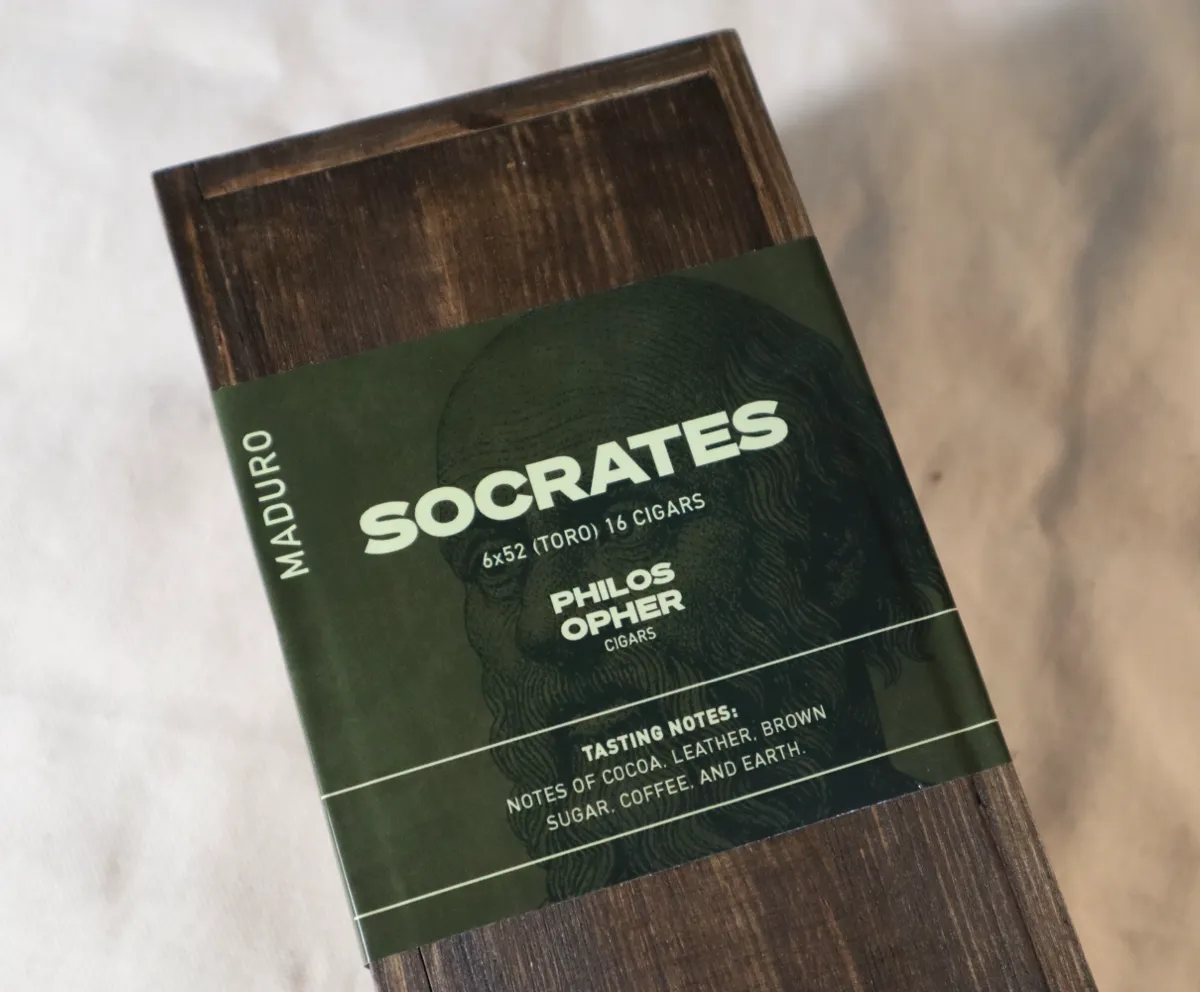 MADURO
SOCRATES
6x52 (TORO) 16 CIGARS
PHILOS
OPHER
CIGARS
TASTING NOTES:
NOTES OF COCOA, LEATHER, BROWN
SUGAR, COFFEE, AND EARTH.